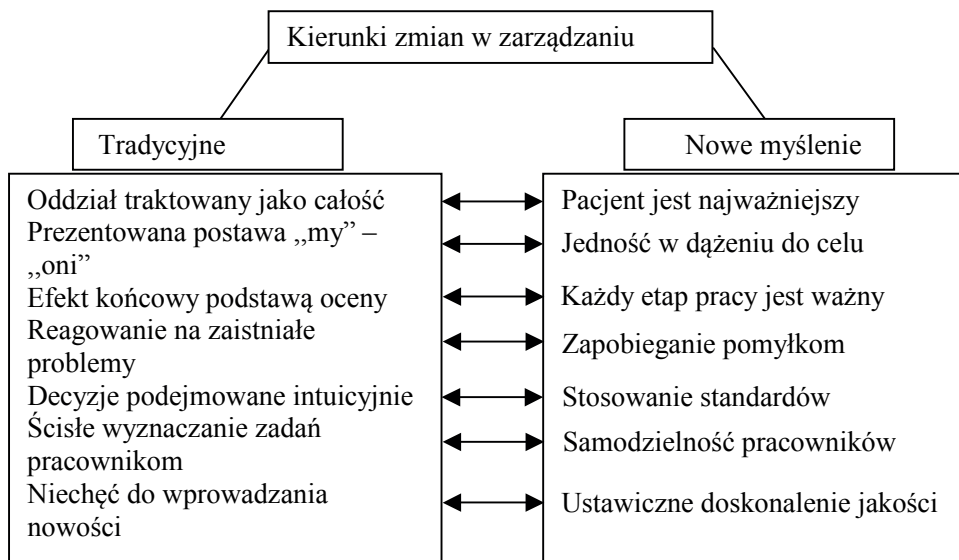 Kierunki zmian w zarządzaniu
Tradycyjne
Oddział traktowany jako całość
Prezentowana postawa ,,my” –
,,oni”
Efekt końcowy podstawą oceny
Reagowanie na zaistniałe
problemy
Decyzje podejmowane intuicyjnie
Ścisłe wyznaczanie zadań
pracownikom
Niechęć do wprowadzania
nowości
Nowe myślenie
Pacjent jest najważniejszy
Jedność w dążeniu do celu
Każdy etap pracy jest ważny
Zapobieganie pomyłkom
Stosowanie standardów
Samodzielność pracowników
Ustawiczne doskonalenie jakości